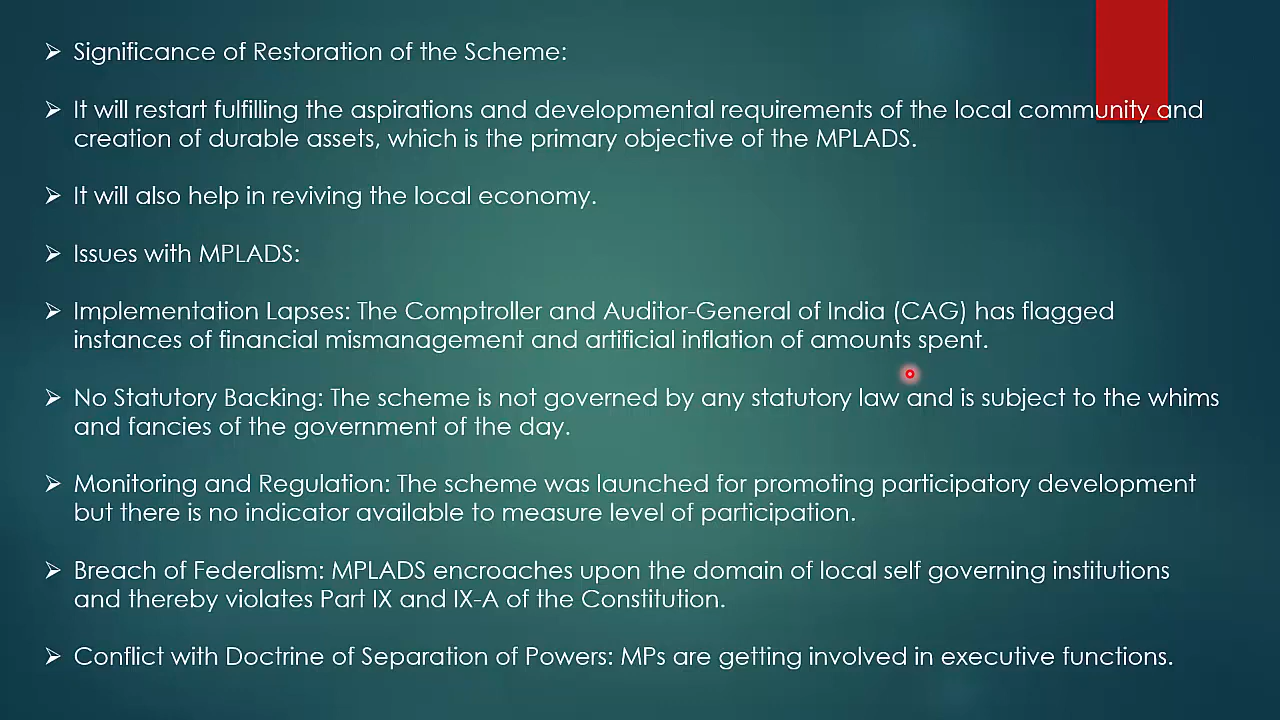 Significance of Restoration of the Scheme:
It will restart fulfilling the aspirations and developmental requirements of the local community and
creation of durable assets, which is the primary objective of the MPLADS.
It will also help in reviving the local economy.
Issues with MPLADS:
Implementation Lapses: The Comptroller and Auditor-General of India (CAG) has flagged
instances of financial mismanagement and artificial inflation of amounts spent.
No Statutory Backing: The scheme is not governed by any statutory law and is subject to the whims
and fancies of the government of the day.
Monitoring and Regulation: The scheme was launched for promoting participatory development
but there is no indicator available to measure level of participation.
Breach of Federalism: MPLADS encroaches upon the domain of local self governing institutions
and thereby violates Part IX and IX-A of the Constitution.
Conflict with Doctrine of Separation of Powers: MPs are getting involved in executive functions.